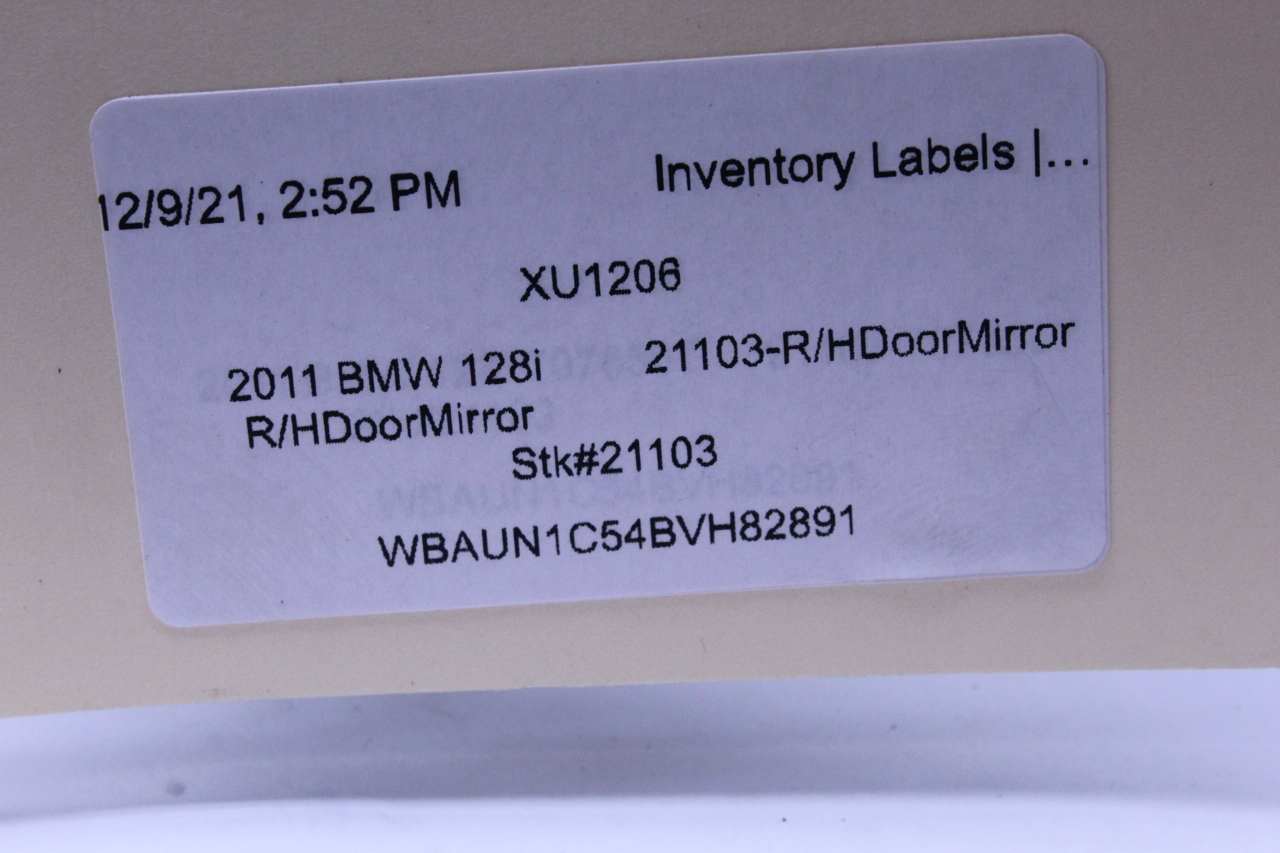 12/9/21, 2:52 PM Inventory Labels |...
XU1206
2011 BMW 128i 21103-R/HDoorMirror
R/HDoorMirror
Stk#21103
WBAUN1C54BVH82891